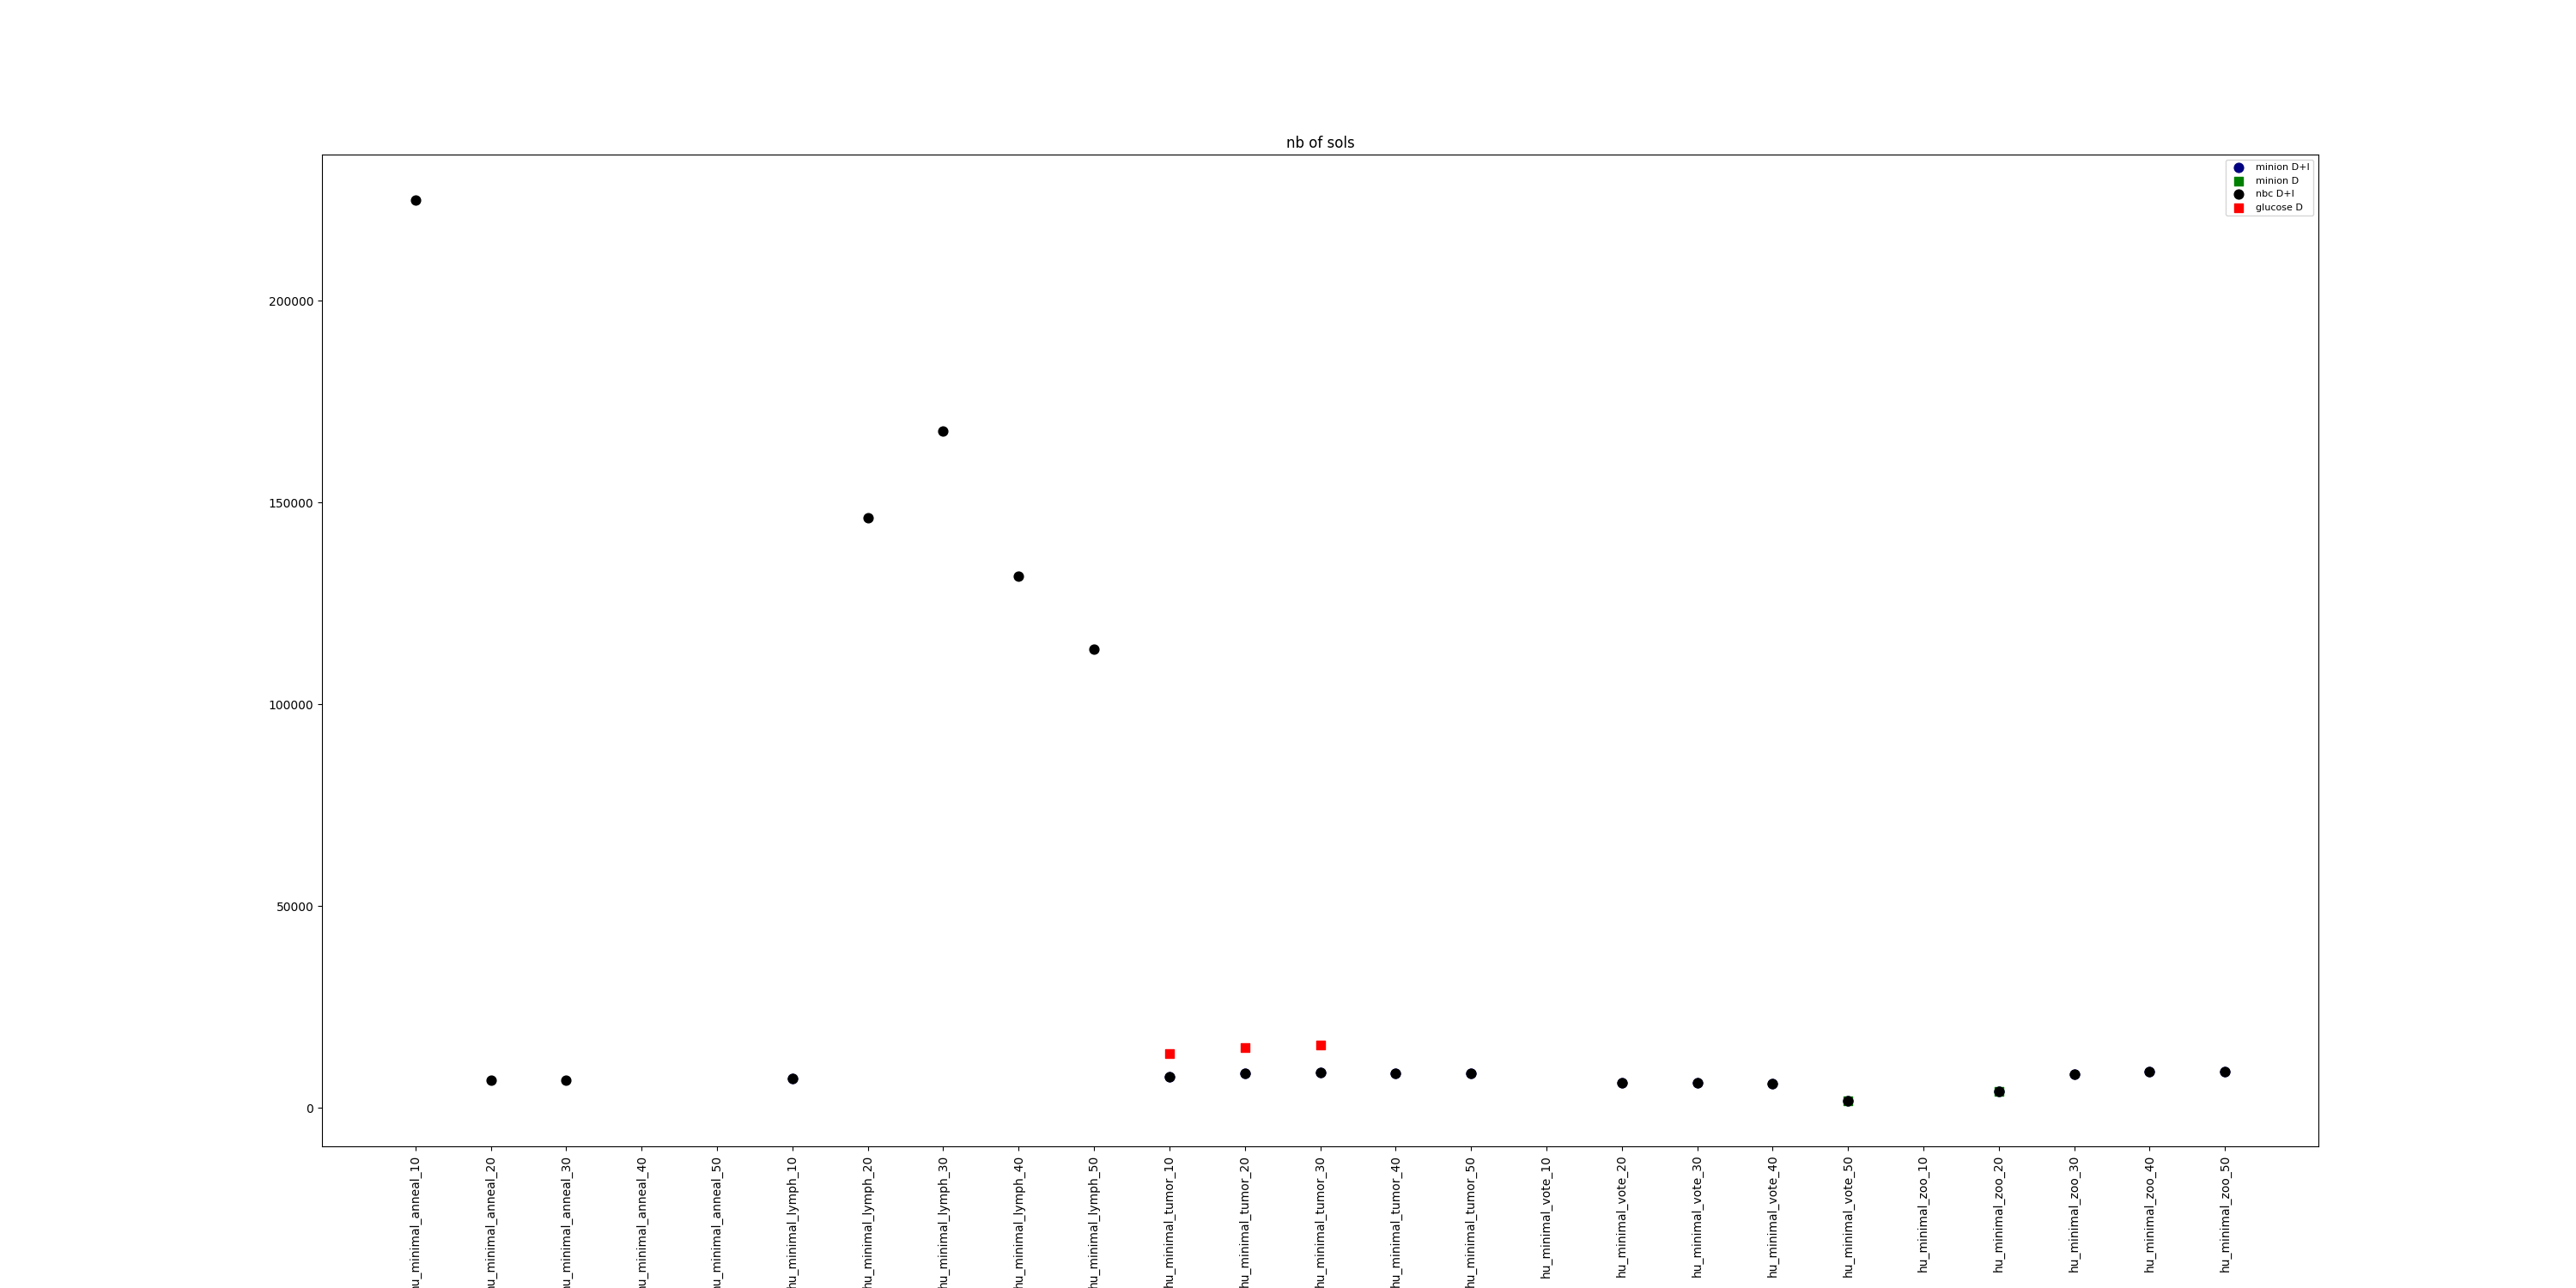 nb of sols
minion D+I
minion D
nbc D+I
glucose D
200000
150000
100000
50000
0
hu_minimal_anneal_10
hu_minimal_anneal_20
hu_minimal_anneal_30
hu_minimal_anneal_40
hu_minimal_anneal_50
hu_minimal_lymph_10
hu_minimal_lymph_20
hu_minimal_lymph_30
hu_minimal_lymph_40
hu_minimal_lymph_50
hu_minimal_tumor_10
hu_minimal_tumor_20
hu_minimal_tumor_30
hu_minimal_tumor_40
hu_minimal_tumor_50
hu_minimal_vote_10
hu_minimal_vote_20
hu_minimal_vote_30
hu_minimal_vote_40
hu_minimal_vote_50
hu_minimal_zoo_10
hu_minimal_zoo_20
hu_minimal_zoo_30
hu_minimal_zoo_40
hu_minimal_zoo_50